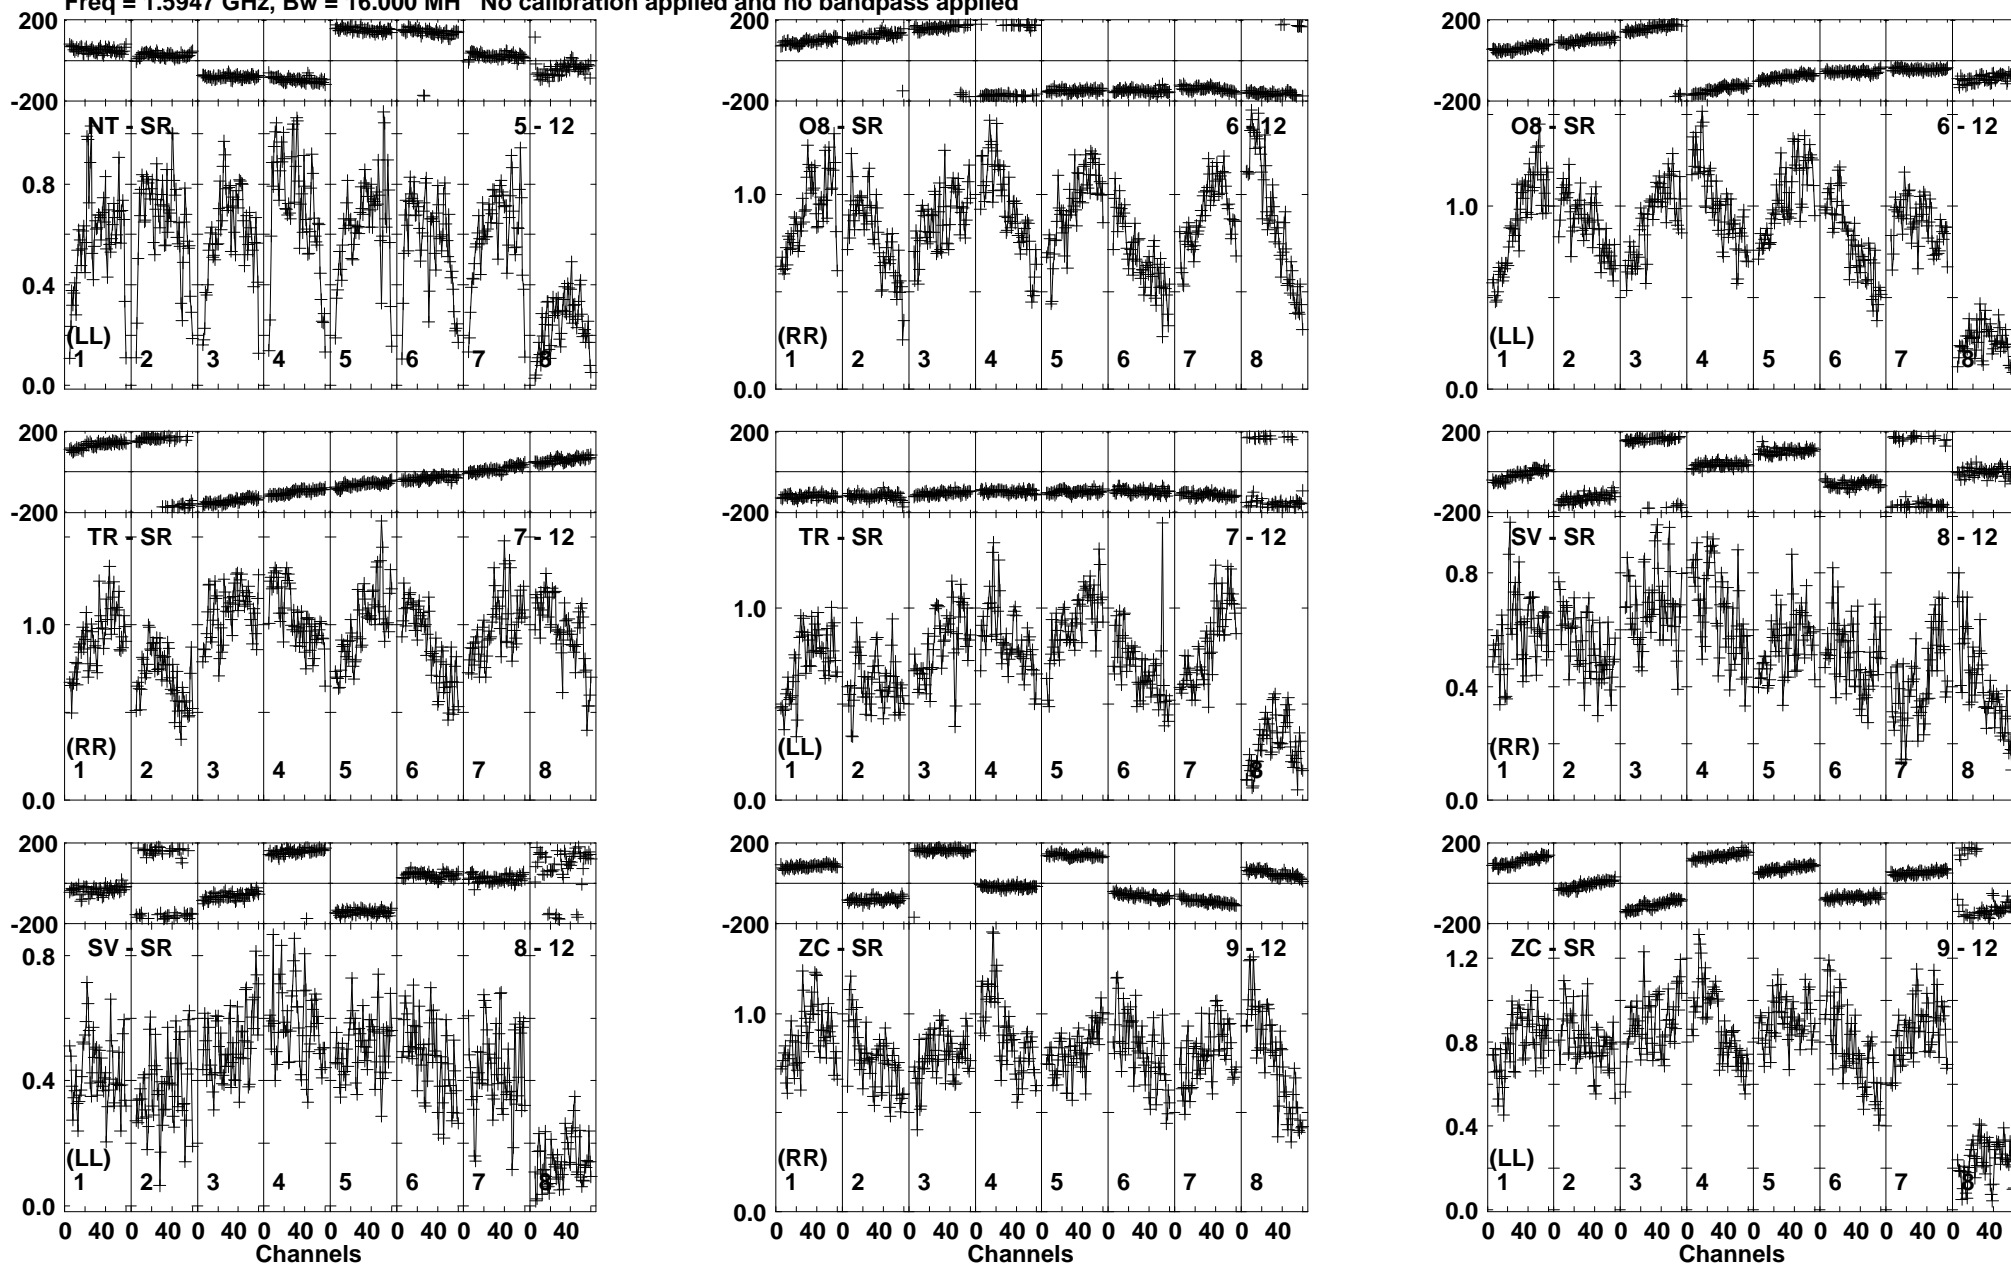 Freq = 1.5947 GHz, Bw = 16.000 MH No calibration applied and no bandpass applied
200 200 200
-200 -200 -200
NT - SR 5 - 12 O8 - SR 6 - 12 O8 - SR 6 - 12
0.8 1.0 1.0
0.4
(LL) (RR) (LL)
1 2 3 4 5 6 7 8 1 2 3 4 5 6 7 8 1 2 3 4 5 6 7 8
0.0 0.0 0.0
200 200 200
-200 -200 -200
TR - SR 7 - 12 TR - SR 7 - 12 SV - SR 8 - 12
1.0 1.0 0.8
0.4
(RR) (LL) (RR)
1 2 3 4 5 6 7 8 1 2 3 4 5 6 7 8 1 2 3 4 5 6 7 8
0.0 0.0 0.0
200 200 200
-200 -200 -200
SV - SR 8 - 12 ZC - SR 9 - 12 ZC - SR 9 - 12
0.8 1.0 1.2
0.4 0.8
0.4
(LL) (RR) (LL)
1 2 3 4 5 6 7 8 1 2 3 4 5 6 7 8 1 2 3 4 5 6 7 8
0.0 0.0 0.0
0 40 0 40 0 40 0 40 0 40 0 40 0 40 0 40 0 40 0 40 0 40 0 40 0 40 0 40 0 40 0 40 0 40 0 40 0 40 0 40 0 40 0 40 0 40 0 40
Channels Channels Channels